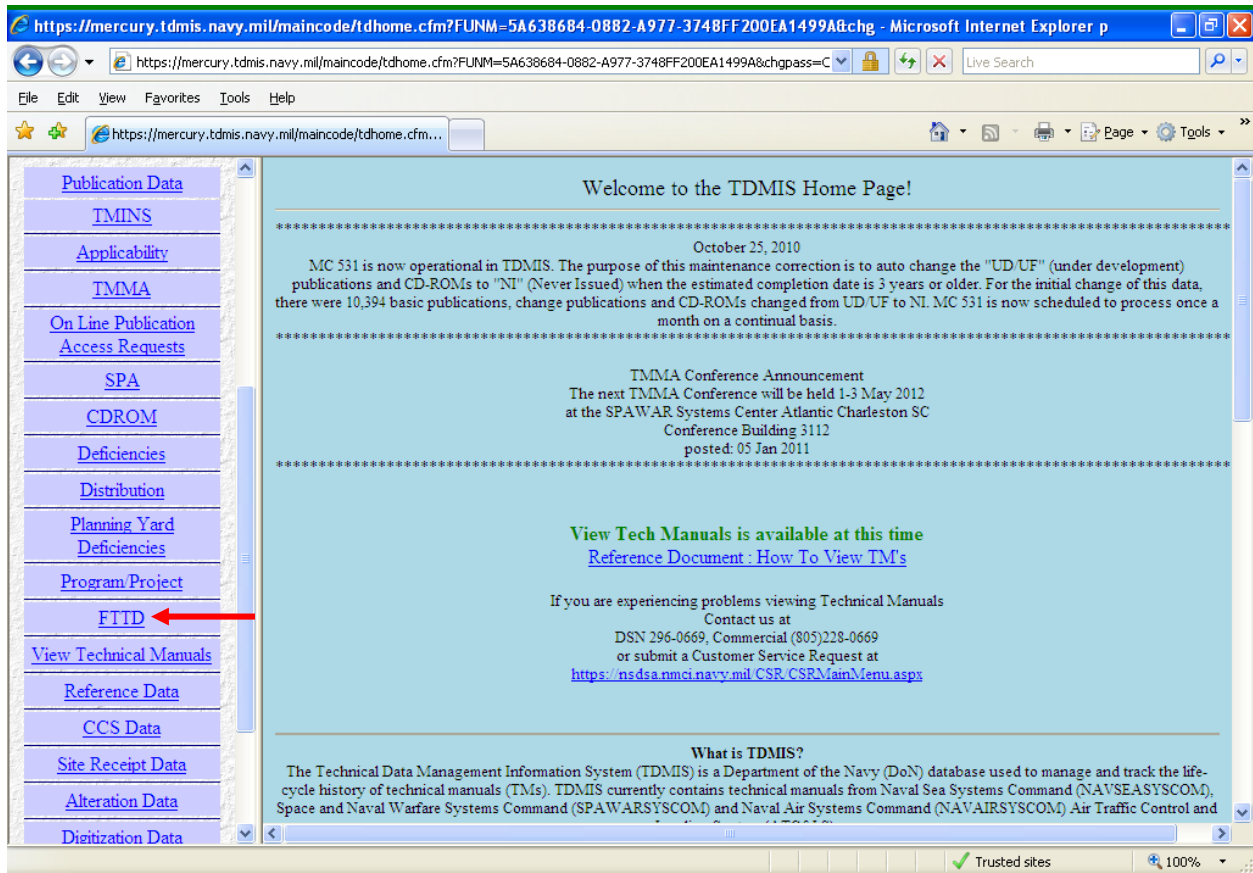 https://mercury.tdmis.navy.mil/maincode/tdhome.cfm?FUNM=5A638684-0882-A977-3748FF200EA1499A&chg - Microsoft Internet Explorer p
https://mercury.tdmis.navy.mil/maincode/tdhome.cfm?FUNM=5A638684-0882-A977-3748FF200EA1499A&chgpass=C
Live Search
File Edit View Favorites Tools Help
https://mercury.tdmis.navy.mil/maincode/tdhome.cfm...
Page Tools
Publication Data
TMINS
Applicability
TMMA
On Line Publication
Access Requests
SPA
CDROM
Deficiencies
Distribution
Planning Yard
Deficiencies
Program/Project
FTTD
View Technical Manuals
Reference Data
CCS Data
Site Receipt Data
Alteration Data
Digitization Data
Welcome to the TDMIS Home Page!
October 25, 2010
MC 531 is now operational in TDMIS. The purpose of this maintenance correction is to auto change the "UD/UF" (under development)
publications and CD-ROMs to "NI" (Never Issued) when the estimated completion date is 3 years or older. For the initial change of this data,
there were 10,394 basic publications, change publications and CD-ROMs changed from UD/UF to NI. MC 531 is now scheduled to process once a
month on a continual basis.
TMMA Conference Announcement
The next TMMA Conference will be held 1-3 May 2012
at the SPAWAR Systems Center Atlantic Charleston SC
Conference Building 3112
posted: 05 Jan 2011
View Tech Manuals is available at this time
Reference Document : How To View TM's
If you are experiencing problems viewing Technical Manuals
Contact us at
DSN 296-0669, Commercial (805)228-0669
or submit a Customer Service Request at
https://nsdsa.nmci.navy.mil/CSR/CSRMainMenu.aspx
What is TDMIS?
The Technical Data Management Information System (TDMIS) is a Department of the Navy (DoN) database used to manage and track the life-
cycle history of technical manuals (TMs). TDMIS currently contains technical manuals from Naval Sea Systems Command (NAVSEASYSCOM),
Space and Naval Warfare Systems Command (SPAWARSYSCOM) and Naval Air Systems Command (NAVAIRSYSCOM) Air Traffic Control and
Trusted sites
100%